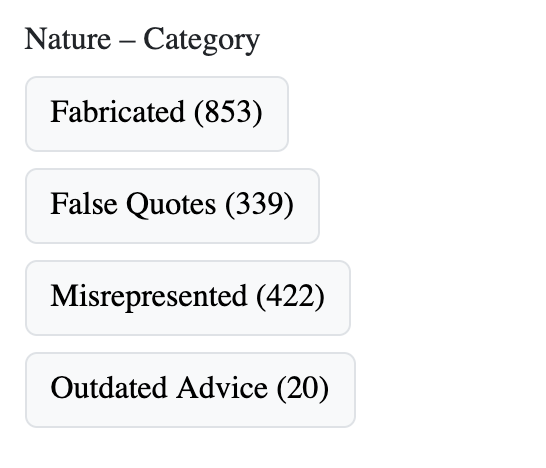 Nature – Category
Fabricated (853)
False Quotes (339)
Misrepresented (422)
Outdated Advice (20)